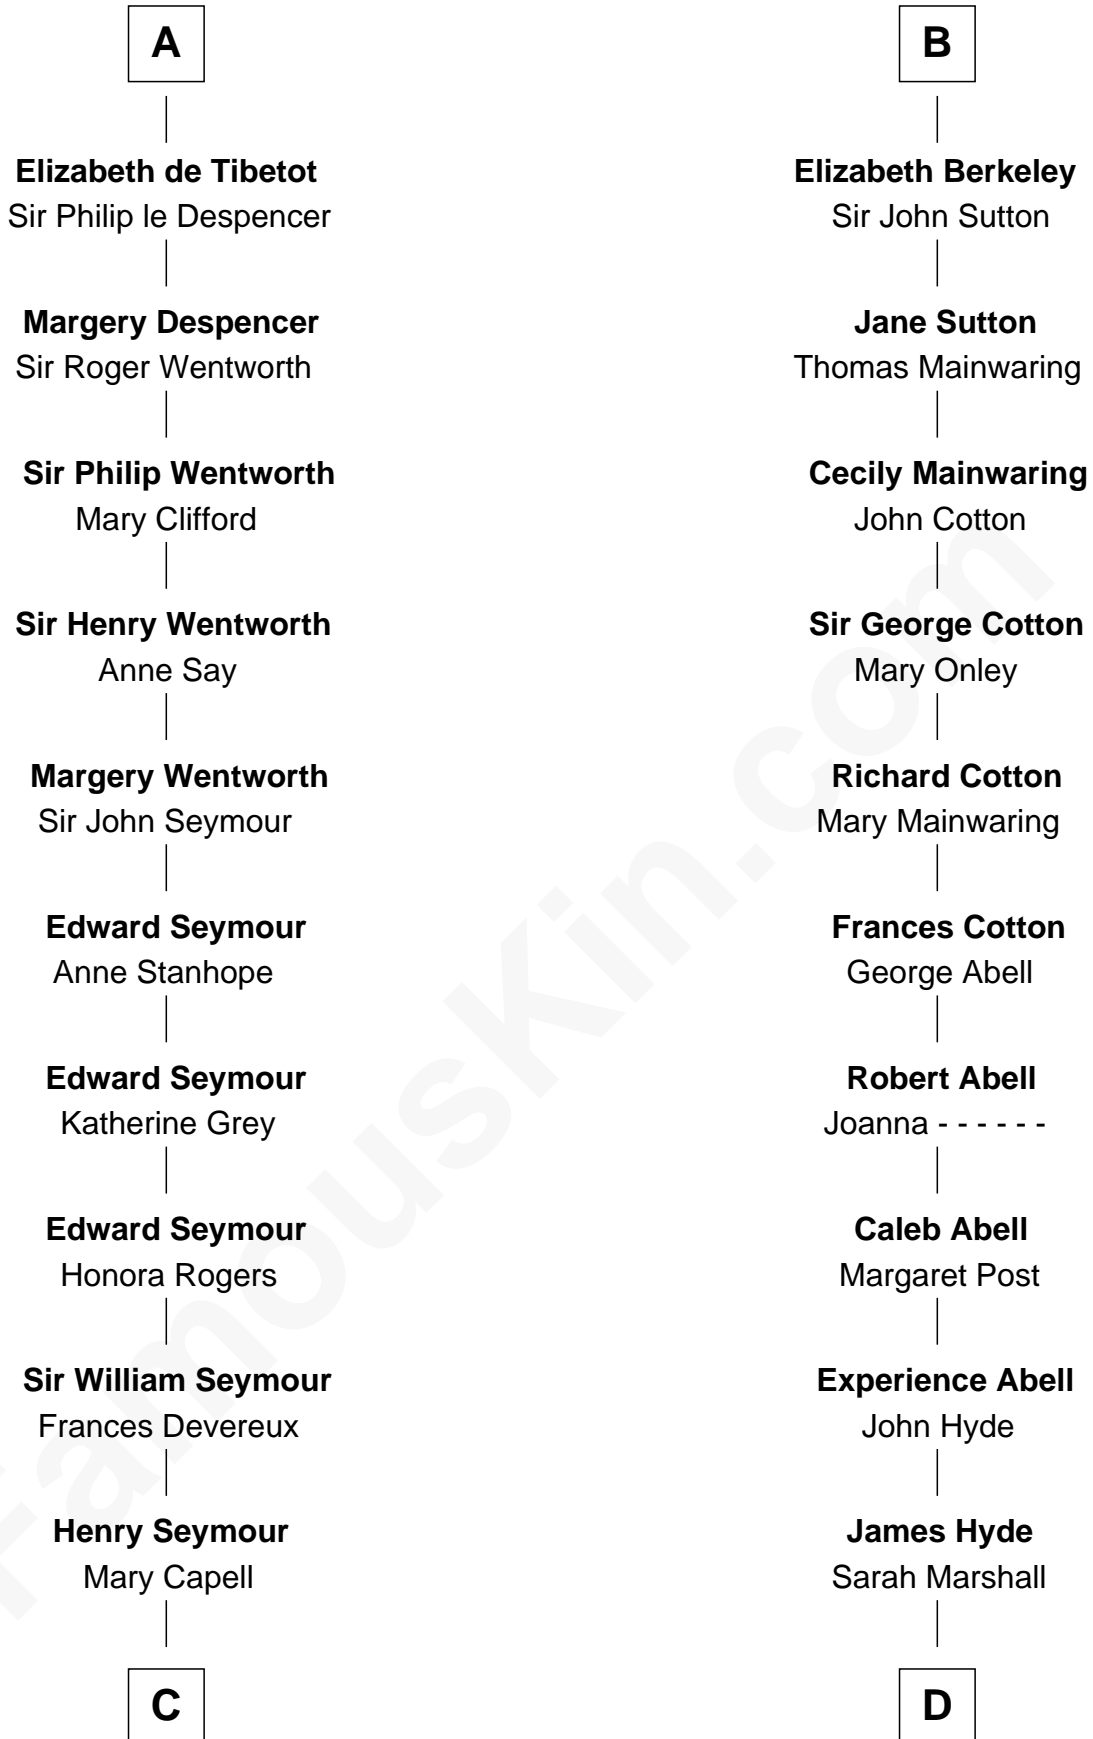 A
Elizabeth de Tibetot
Sir Philip le Despencer
Margery Despencer
Sir Roger Wentworth
Sir Philip Wentworth
Mary Clifford
Sir Henry Wentworth
Anne Say
Margery Wentworth
Sir John Seymour
Edward Seymour
Anne Stanhope
Edward Seymour
Katherine Grey
Edward Seymour
Honora Rogers
Sir William Seymour
Frances Devereux
Henry Seymour
Mary Capell
C
B
Elizabeth Berkeley
Sir John Sutton
Jane Sutton
Thomas Mainwaring
Cecily Mainwaring
John Cotton
Sir George Cotton
Mary Onley
Richard Cotton
Mary Mainwaring
Frances Cotton
George Abell
Robert Abell
Joanna - - - - - -
Caleb Abell
Margaret Post
Experience Abell
John Hyde
James Hyde
Sarah Marshall
D
FamousKin.com